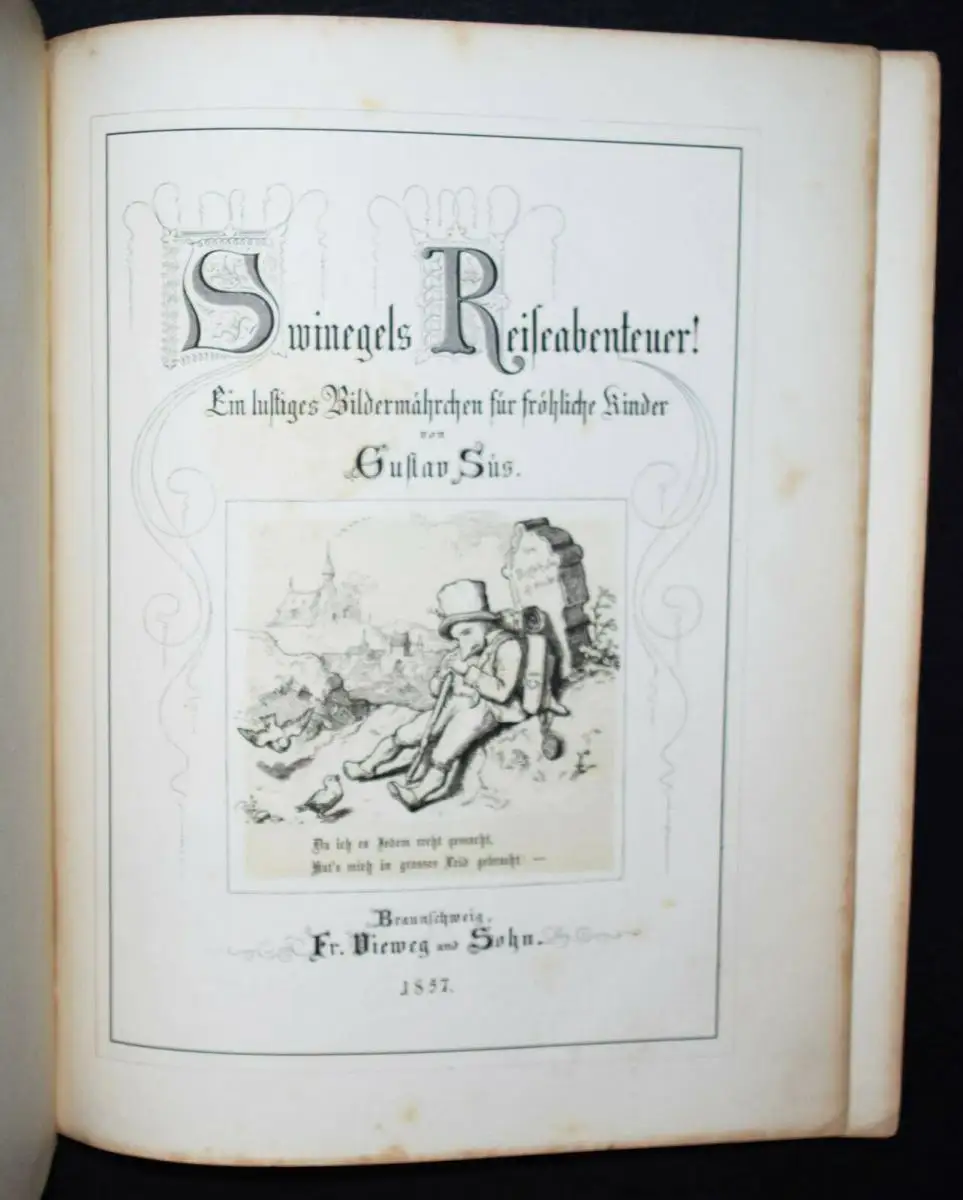 Swinegels Reiseabenteuer!
Ein lustiges Bildermährchen für fröhliche Kinder
von
Gustav Süs.
Da ich es Jedem recht gemacht,
Hat's mich in grosses Leid gebracht —
Braunschweig,
Fr. Vieweg und Sohn.
1857.